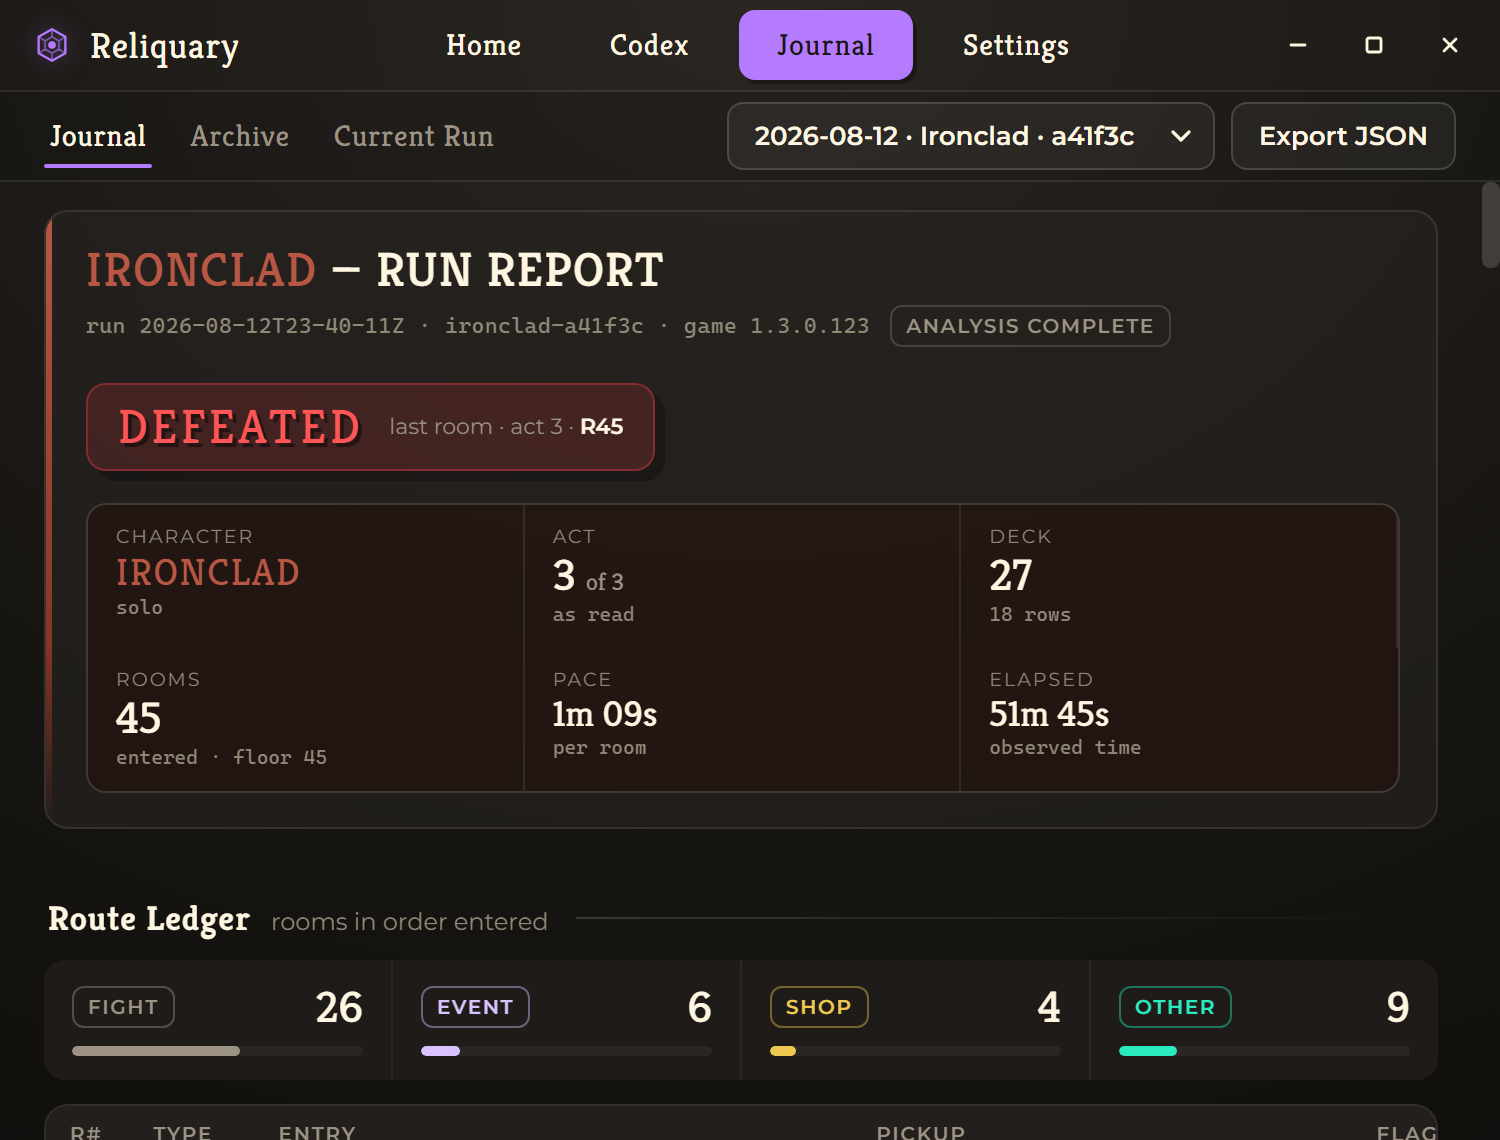 Reliquary Home Codex Journal Settings
Journal Archive Current Run 2026-08-12 · Ironclad · a41f3c Export JSON
IRONCLAD — RUN REPORT
run 2026-08-12T23-40-11Z · ironclad-a41f3c · game 1.3.0.123 ANALYSIS COMPLETE
DEFEATED last room · act 3 · R45
CHARACTER ACT DECK
IRONCLAD 3 of 3 27
solo as read 18 rows
ROOMS PACE ELAPSED
45 1m 09s 51m 45s
entered · floor 45 per room observed time
Route Ledger rooms in order entered
FIGHT 26 EVENT 6 SHOP 4 OTHER 9
R# TYPE ENTRY PICKUP FLAG